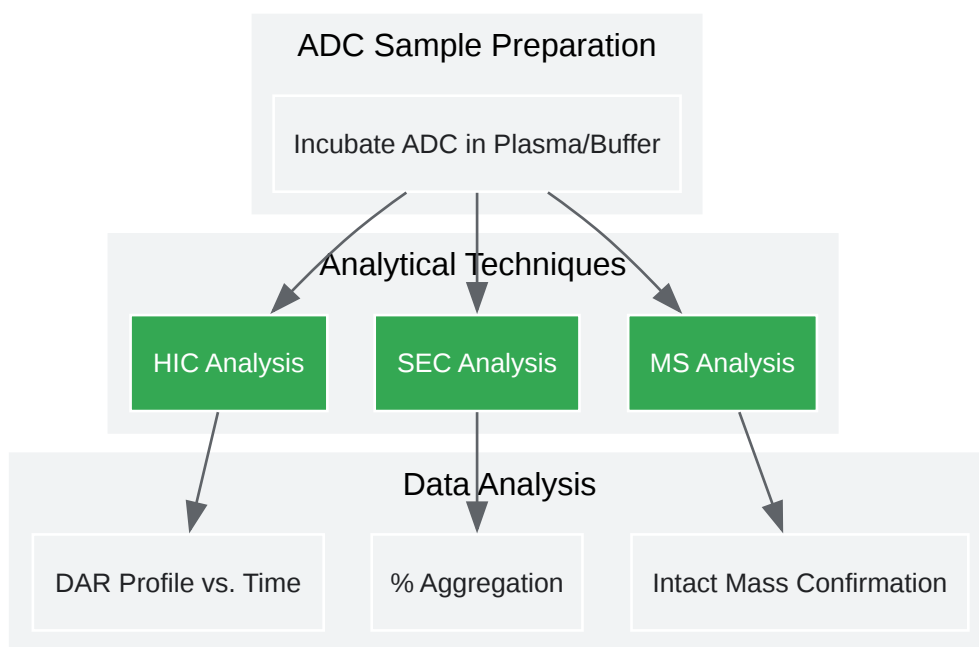 ADC Sample Preparation
Incubate ADC in Plasma/Buffer
Analytical Techniques
HIC Analysis
SEC Analysis
MS Analysis
Data Analysis
DAR Profile vs. Time
% Aggregation
Intact Mass Confirmation